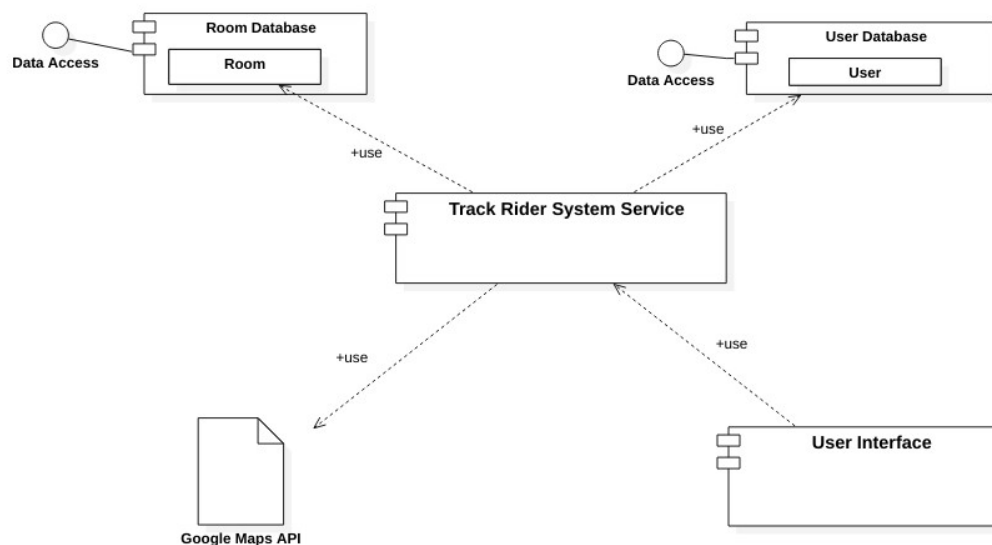 Room Database
Room
Data Access
User Database
User
Data Access
+use
+use
Track Rider System Service
+use
+use
Google Maps API
User Interface